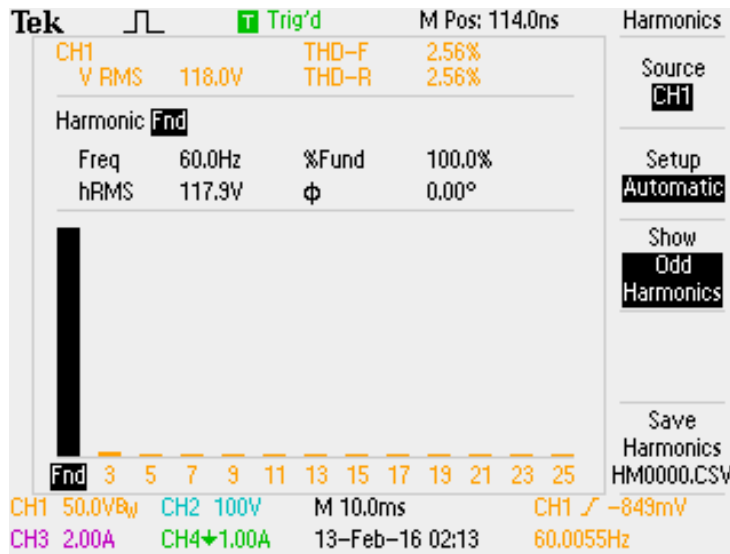 Tek T Trig'd M Pos: 114.0ns Harmonics
CH1 THD-F 2.56%
V RMS 118.0V THD-R 2.56%
Source
CH1
Harmonic Fnd
Freq 60.0Hz %Fund 100.0%
hRMS 117.9V ϕ 0.00°
Setup
Automatic
Show
Odd
Harmonics
Save
Harmonics
HM0000.CSV
Fnd 3 5 7 9 11 13 15 17 19 21 23 25
CH1 50.0VBW CH2 100V M 10.0ms CH1 -849mV
CH3 2.00A CH4 1.00A 13-Feb-16 02:13 60.0055Hz